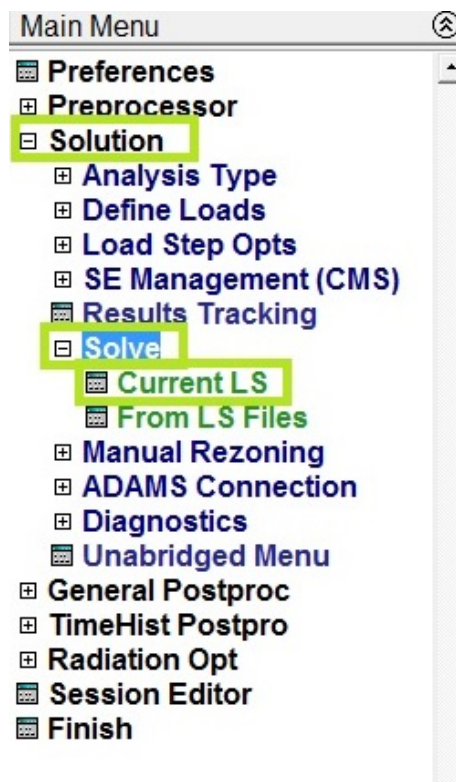 Main Menu
Preferences
Preprocessor
Solution
Analysis Type
Define Loads
Load Step Opts
SE Management (CMS)
Results Tracking
Solve
Current LS
From LS Files
Manual Rezoning
ADAMS Connection
Diagnostics
Unabridged Menu
General Postproc
TimeHist Postpro
Radiation Opt
Session Editor
Finish